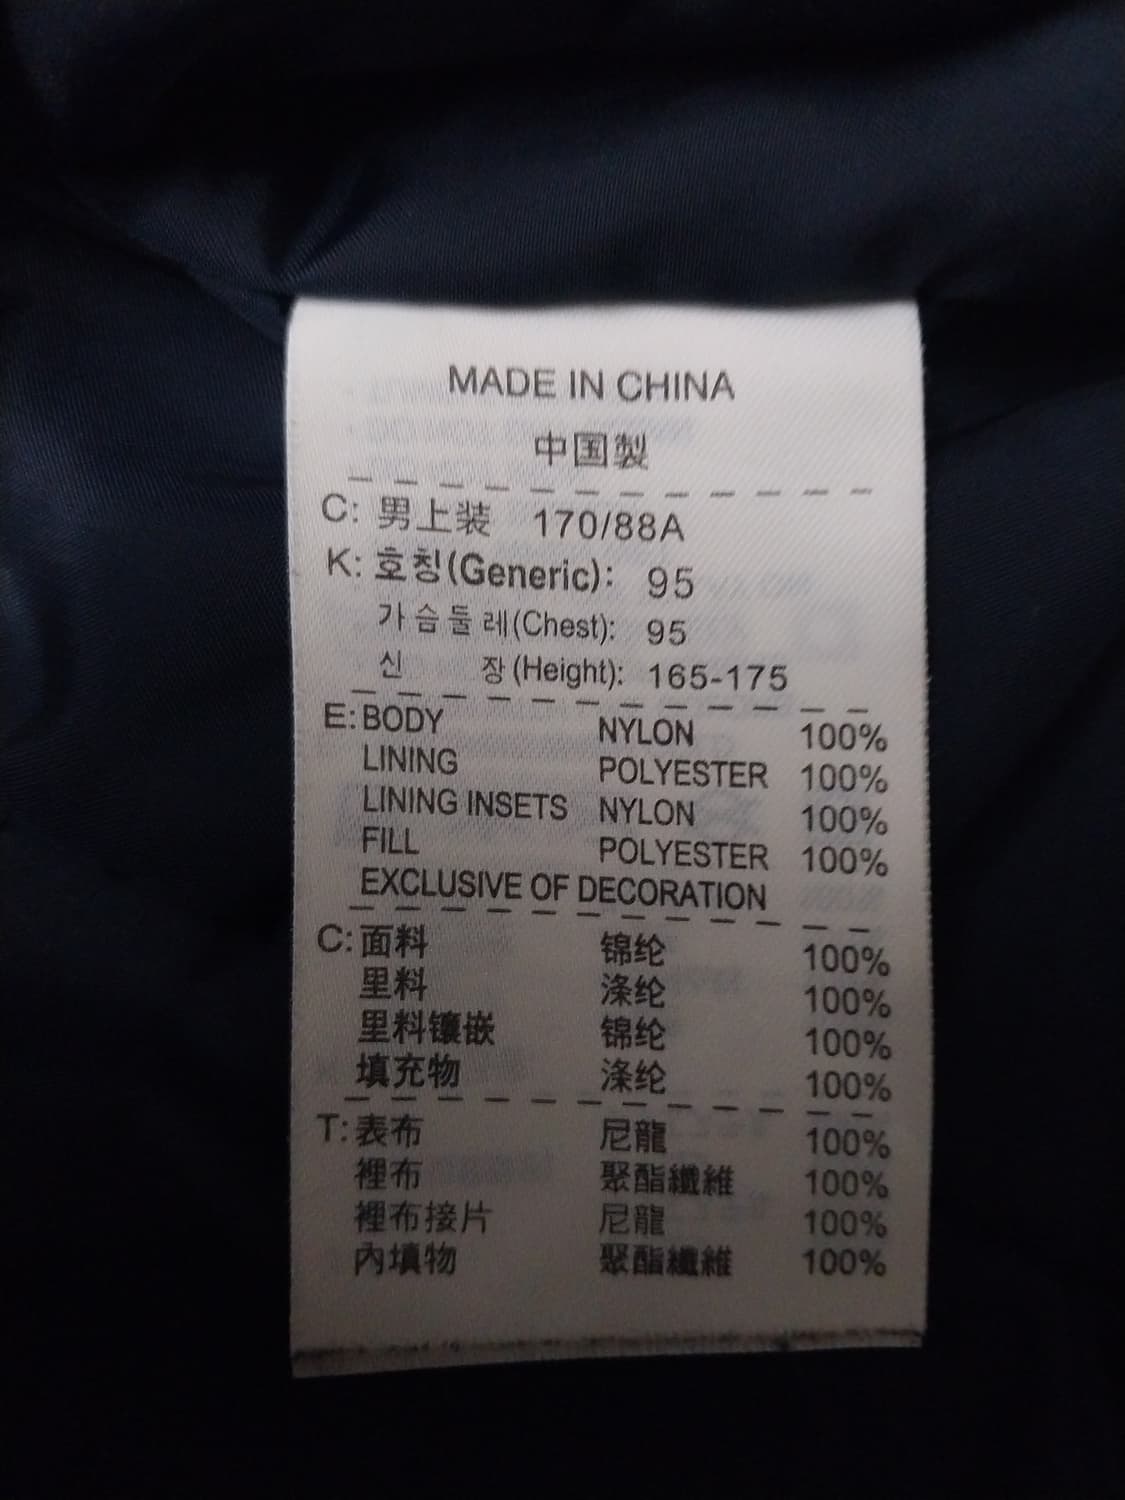 MADE IN CHINA
中国製
C: 男上装 170/88A
K: 호칭(Generic): 95
가슴둘레(Chest): 95
신 장(Height): 165-175
E: BODY NYLON 100%
LINING POLYESTER 100%
LINING INSETS NYLON 100%
FILL POLYESTER 100%
EXCLUSIVE OF DECORATION
C: 面料 锦纶 100%
里料 涤纶 100%
里料镶嵌 锦纶 100%
填充物 涤纶 100%
T: 表布 尼龍 100%
裡布 聚酯纖維 100%
裡布接片 尼龍 100%
內填物 聚酯纖維 100%